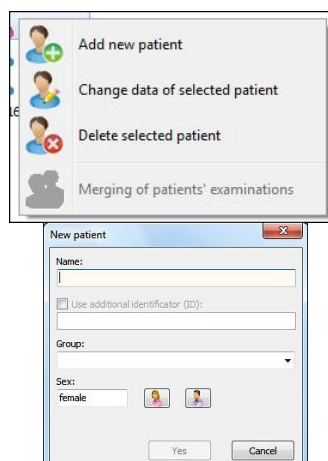 Add new patient
Change data of selected patient
Delete selected patient
Merging of patients' examinations
New patient
Name:
Use additional identificator (ID):
Group:
Sex:
female
Yes
Cancel